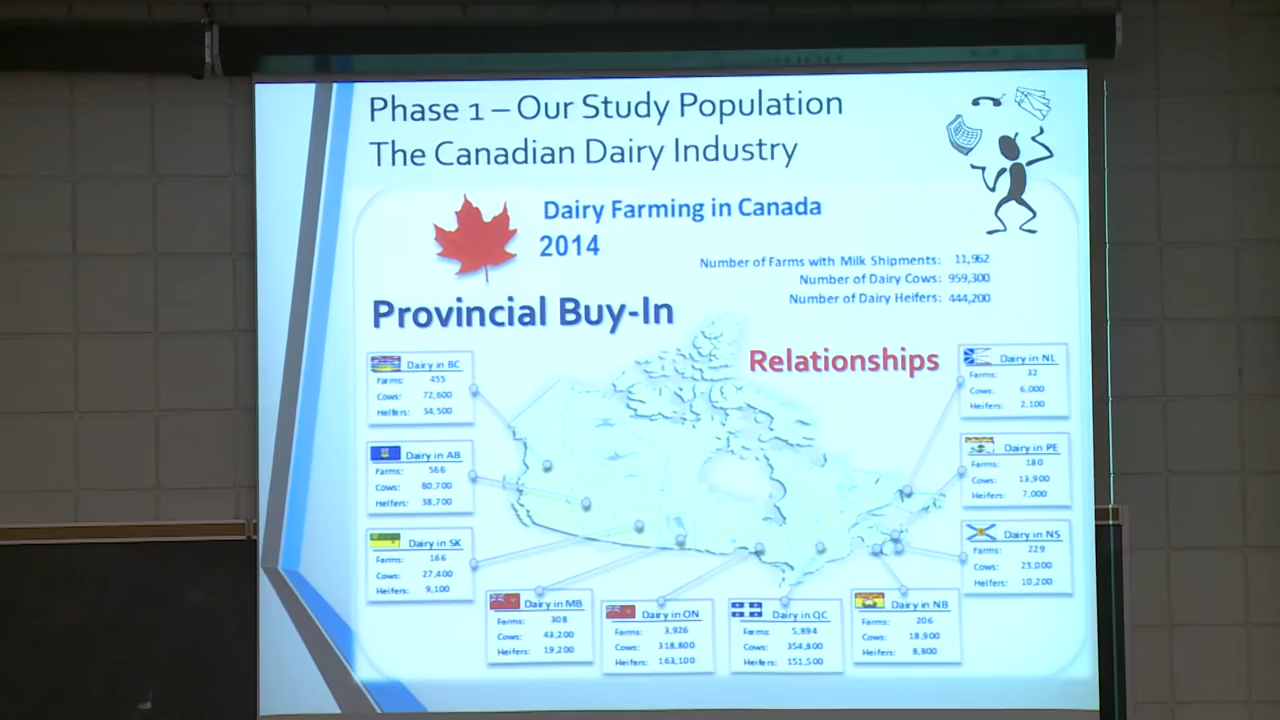 Phase 1 – Our Study Population
The Canadian Dairy Industry
Dairy Farming in Canada
2014
Number of Farms with Milk Shipments: 11,962
Number of Dairy Cows: 959,300
Number of Dairy Heifers: 444,200
Provincial Buy-In
Relationships
Dairy in BC
Farms: 455
Cows: 72,600
Heifers: 34,500
Dairy in AB
Farms: 566
Cows: 80,700
Heifers: 38,700
Dairy in SK
Farms: 166
Cows: 27,400
Heifers: 9,100
Dairy in MB
Farms: 308
Cows: 43,200
Heifers: 19,200
Dairy in ON
Farms: 3,926
Cows: 318,800
Heifers: 163,100
Dairy in QC
Farms: 5,894
Cows: 354,800
Heifers: 151,500
Dairy in NB
Farms: 206
Cows: 18,900
Heifers: 8,800
Dairy in NL
Farms: 32
Cows: 6,000
Heifers: 2,100
Dairy in PE
Farms: 180
Cows: 13,900
Heifers: 7,000
Dairy in NS
Farms: 229
Cows: 23,000
Heifers: 10,200